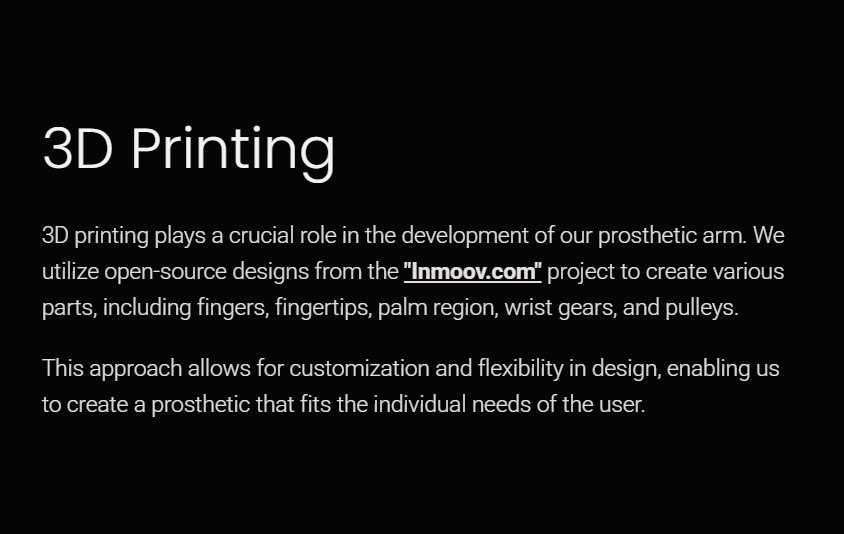 3D Printing
3D printing plays a crucial role in the development of our prosthetic arm. We
utilize open-source designs from the "Inmoov.com" project to create various
parts, including fingers, fingertips, palm region, wrist gears, and pulleys.
This approach allows for customization and flexibility in design, enabling us
to create a prosthetic that fits the individual needs of the user.